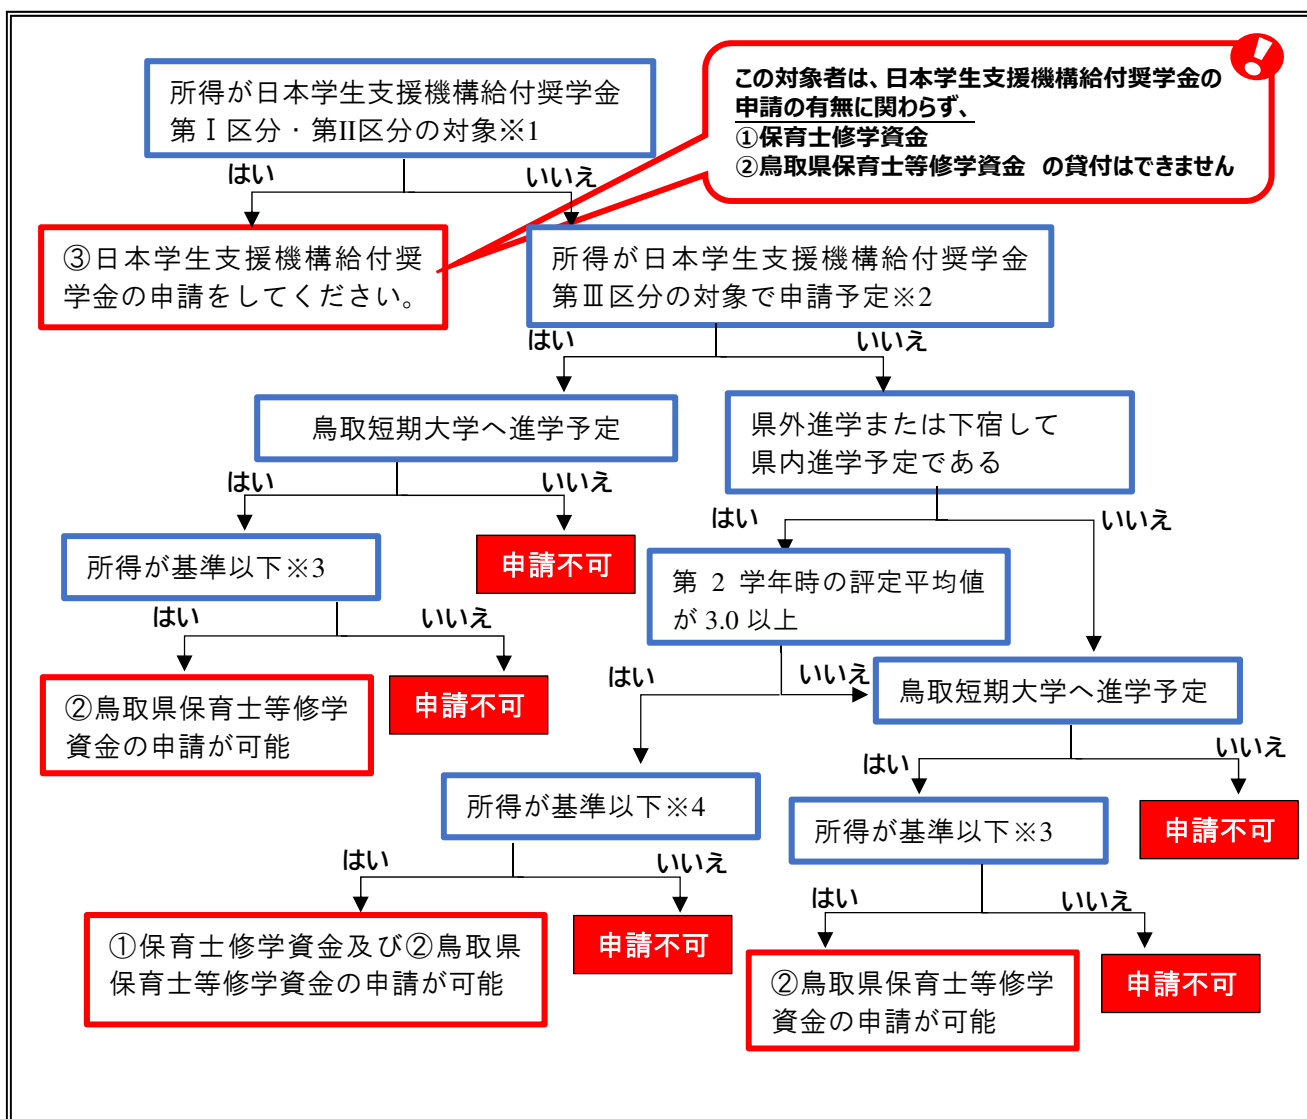 この対象者は、日本学生支援機構給付奨学金の
申請の有無に関わらず、
①保育士修学資金
②鳥取県保育士等修学資金　の貸付はできません
所得が日本学生支援機構給付奨学金
第Ⅰ区分・第Ⅱ区分の対象※1
はい
いいえ
③日本学生支援機構給付奨
学金の申請をしてください。
所得が日本学生支援機構給付奨学金
第Ⅲ区分の対象で申請予定※2
はい
いいえ
鳥取短期大学へ進学予定
県外進学または下宿して
県内進学予定である
はい
いいえ
はい
いいえ
所得が基準以下※3
申請不可
第 2 学年時の評定平均値
が 3.0 以上
はい
いいえ
はい
いいえ
②鳥取県保育士等修学
資金の申請が可能
申請不可
鳥取短期大学へ進学予定
はい
いいえ
所得が基準以下※4
所得が基準以下※3
申請不可
はい
いいえ
はい
いいえ
①保育士修学資金及び②鳥取県
保育士等修学資金の申請が可能
申請不可
②鳥取県保育士等修学
資金の申請が可能
申請不可